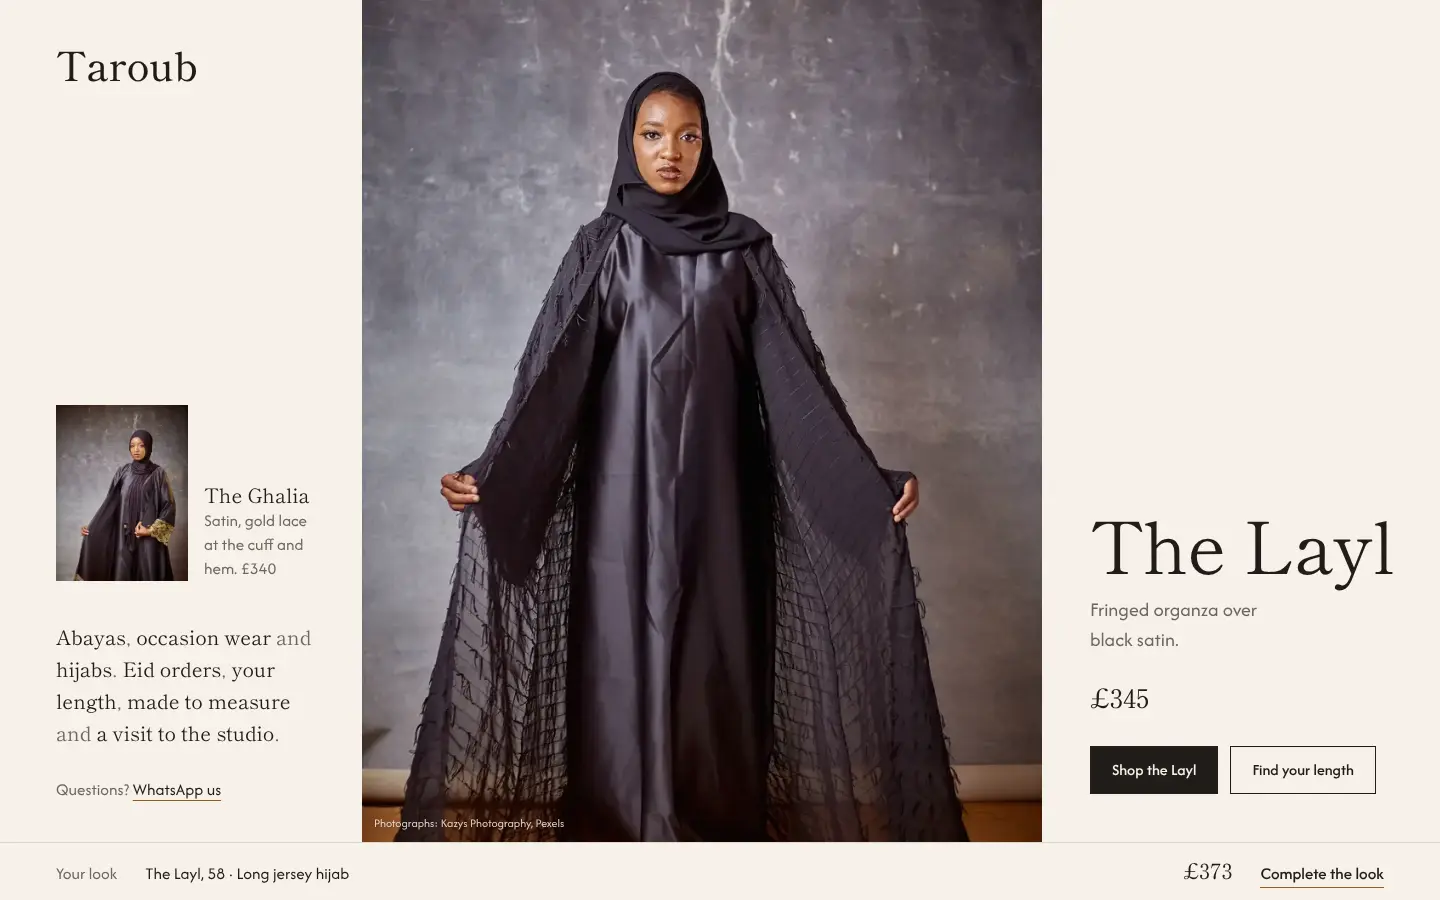 Taroub
The Ghalia
Satin, gold lace
at the cuff and
hem. £340
Abayas, occasion wear and
hijabs. Eid orders, your
length, made to measure
and a visit to the studio.
Questions? WhatsApp us
Photographs: Kazys Photography, Pexels
The Layl
Fringed organza over
black satin.
£345
Shop the Layl
Find your length
Your look
The Layl, 58 · Long jersey hijab
£373
Complete the look